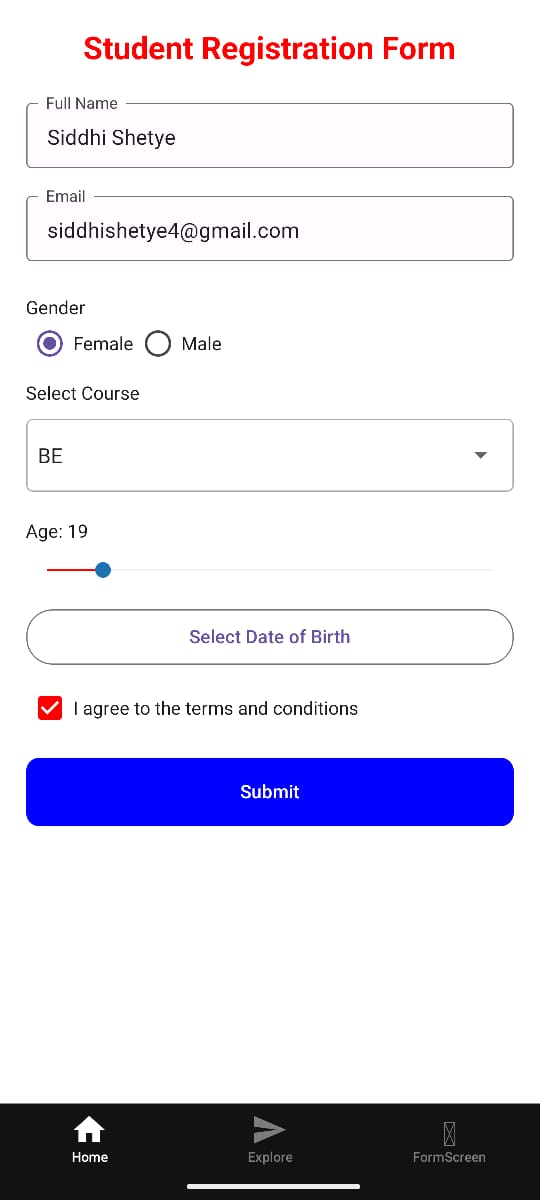 Student Registration Form
Full Name
Siddhi Shetye
Email
siddhishetye4@gmail.com
Gender
Female Male
Select Course
BE
Age: 19
Select Date of Birth
I agree to the terms and conditions
Submit
Home Explore FormScreen